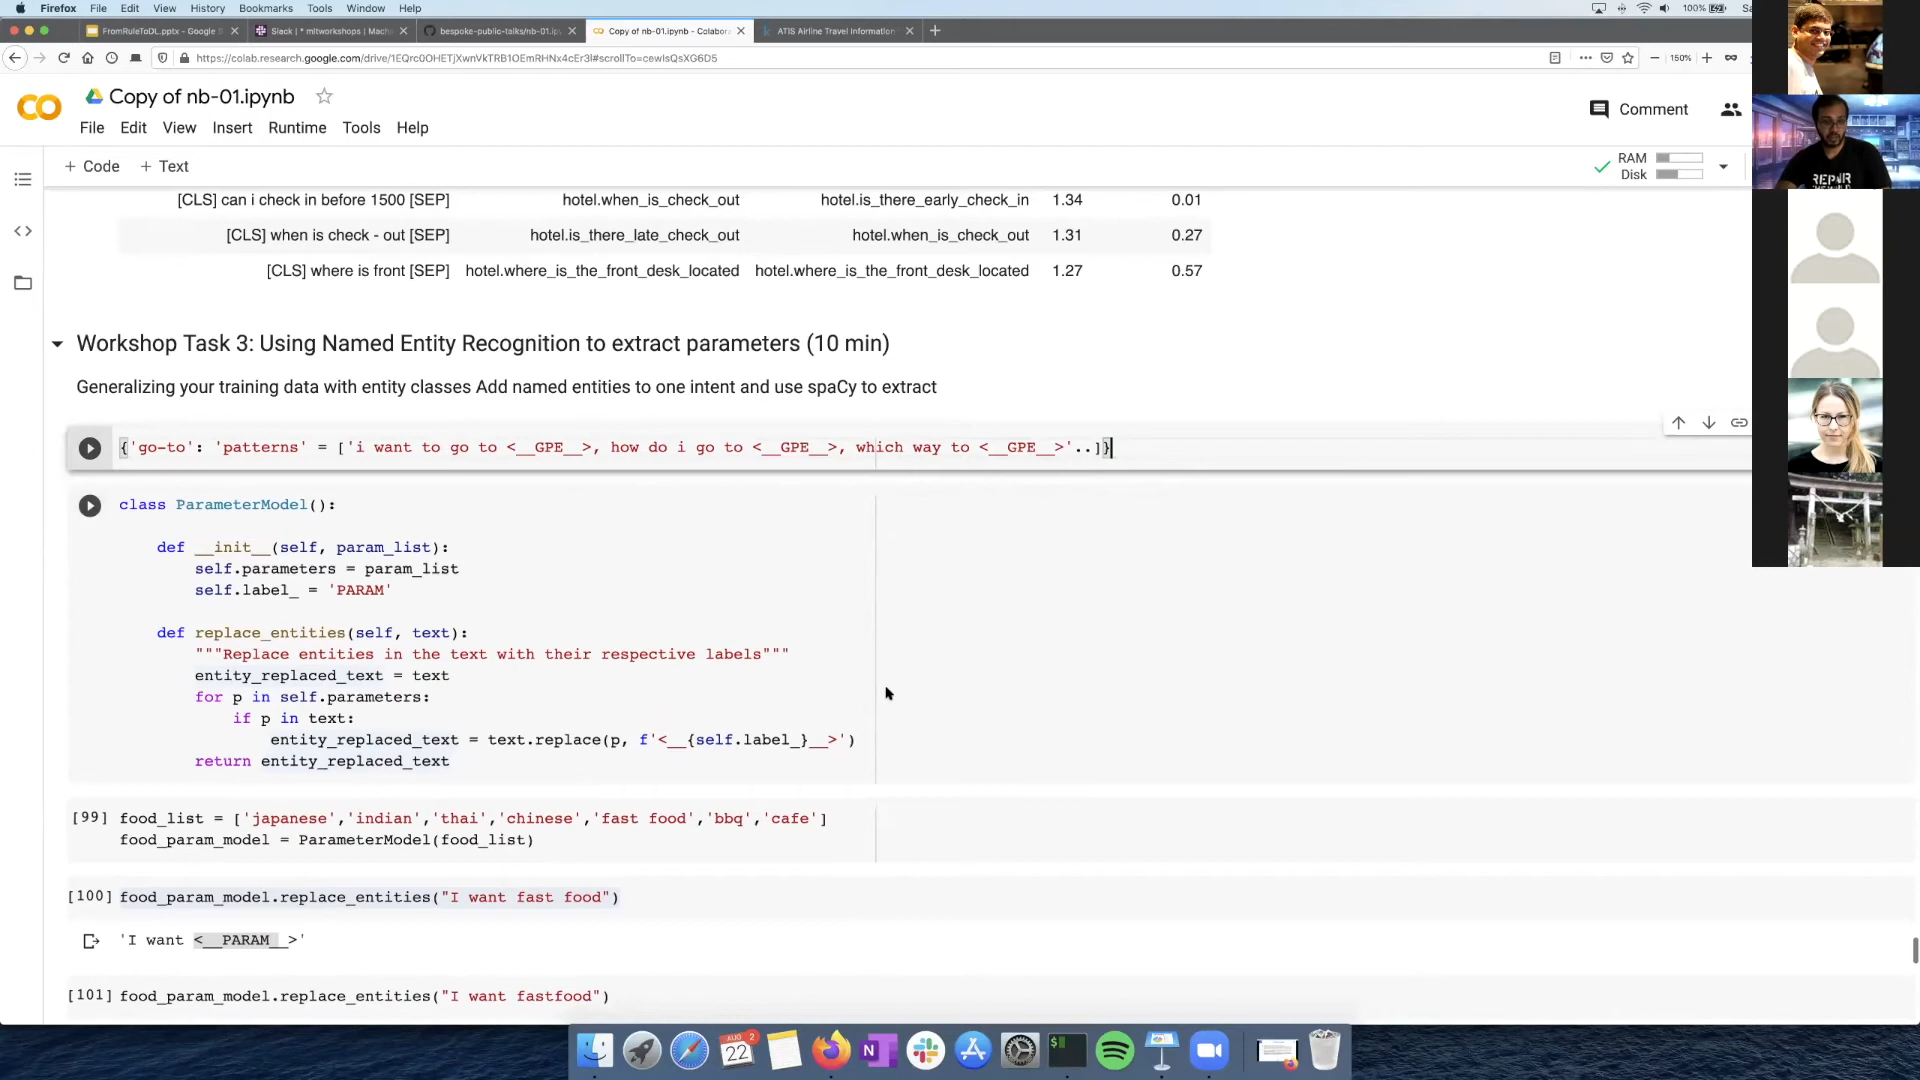 Firefox File Edit View History Bookmarks Tools Window Help 100%
FromRuleToDL.pptx - Google S
Slack | * mltworkshops | Mach
bespoke-public-talks/nb-01.ip
Copy of nb-01.ipynb - Colabora
ATIS Airline Travel Information
https://colab.research.google.com/drive/1EQrc0OHETjXwnVkTRB1OEmRHNx4cEr3l#scrollTo=cewIsQsXG6D5
150%
Copy of nb-01.ipynb
Comment
File Edit View Insert Runtime Tools Help
+ Code + Text
RAM
Disk
[CLS] can i check in before 1500 [SEP] hotel.when_is_check_out hotel.is_there_early_check_in 1.34 0.01
[CLS] when is check - out [SEP] hotel.is_there_late_check_out hotel.when_is_check_out 1.31 0.27
[CLS] where is front [SEP] hotel.where_is_the_front_desk_located hotel.where_is_the_front_desk_located 1.27 0.57
Workshop Task 3: Using Named Entity Recognition to extract parameters (10 min)
Generalizing your training data with entity classes Add named entities to one intent and use spaCy to extract
{'go-to': 'patterns' = ['i want to go to <__GPE__>, how do i go to <__GPE__>, which way to <__GPE__>'..]}
class ParameterModel():
def __init__(self, param_list):
self.parameters = param_list
self.label_ = 'PARAM'
def replace_entities(self, text):
"""Replace entities in the text with their respective labels"""
entity_replaced_text = text
for p in self.parameters:
if p in text:
entity_replaced_text = text.replace(p, f'<__{self.label_}__>')
return entity_replaced_text
[99] food_list = ['japanese','indian','thai','chinese','fast food','bbq','cafe']
food_param_model = ParameterModel(food_list)
[100] food_param_model.replace_entities("I want fast food")
'I want <__PARAM__>'
[101] food_param_model.replace_entities("I want fastfood")
REPAIR
AUG
22
2